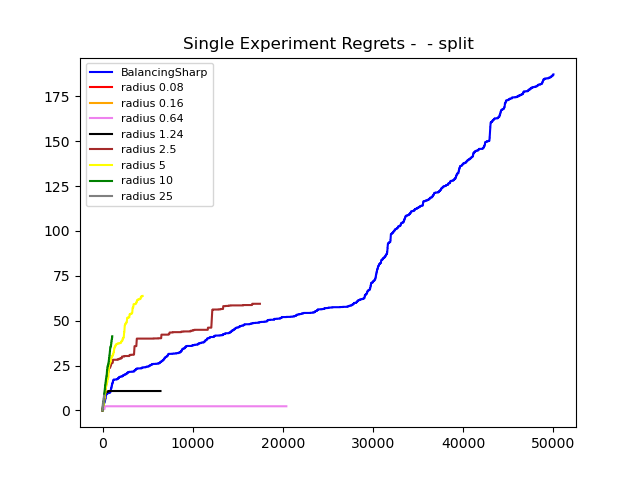 Single Experiment Regrets -  - split
BalancingSharp
radius 0.08
radius 0.16
radius 0.64
radius 1.24
radius 2.5
radius 5
radius 10
radius 25
175
150
125
100
75
50
25
0
0 10000 20000 30000 40000 50000